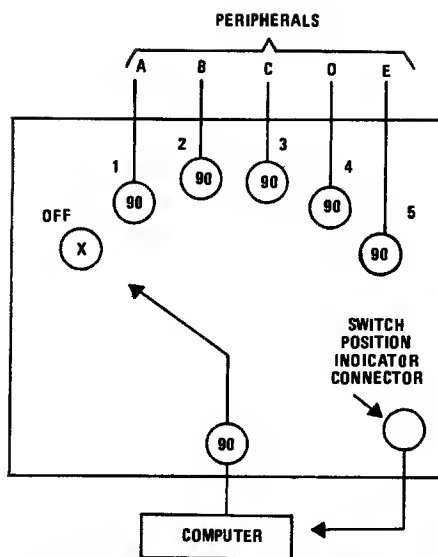 PERIPHERALS
A B C D E
1 2 3 4 5
90 90 90 90 90
OFF
X
SWITCH
POSITION
INDICATOR
CONNECTOR
90
COMPUTER